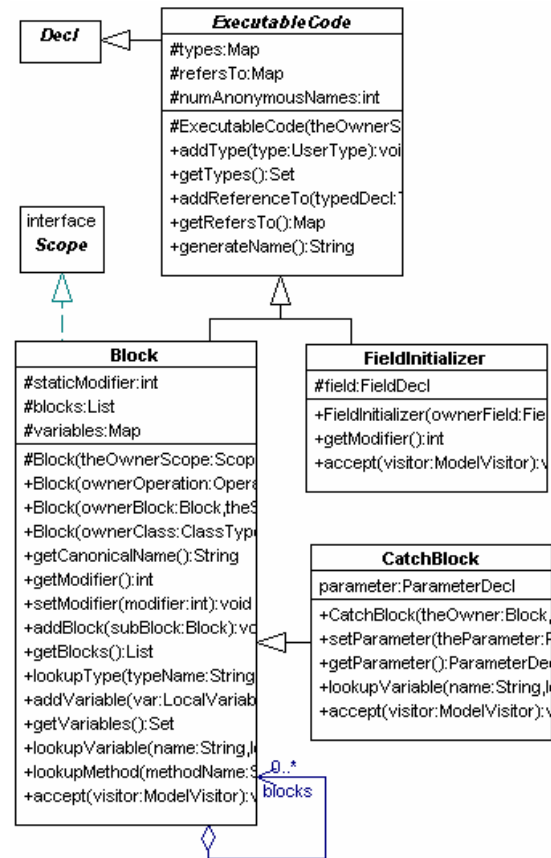 Decl
ExecutableCode
#types:Map
#refersTo:Map
#numAnonymousNames:int
#ExecutableCode(theOwnerS
+addType(type:UserType):voi
+getTypes():Set
+addReferenceTo(typedDecl:
+getRefersTo():Map
+generateName():String
interface
Scope
Block
#staticModifier:int
#blocks:List
#variables:Map
#Block(theOwnerScope:Scop
+Block(ownerOperation:Opera
+Block(ownerBlock:Block,theS
+Block(ownerClass:ClassType
+getCanonicalName():String
+getModifier():int
+setModifier(modifier:int):void
+addBlock(subBlock:Block):vo
+getBlocks():List
+lookupType(typeName:String
+addVariable(var:LocalVariab
+getVariables():Set
+lookupVariable(name:String,l
+lookupMethod(methodName:S
+accept(visitor:ModelVisitor):v
FieldInitializer
#field:FieldDecl
+FieldInitializer(ownerField:Fie
+getModifier():int
+accept(visitor:ModelVisitor):v
CatchBlock
parameter:ParameterDecl
+CatchBlock(theOwner:Block,
+setParameter(theParameter:P
+getParameter():ParameterDec
+lookupVariable(name:String,l
+accept(visitor:ModelVisitor):v
0..*
blocks